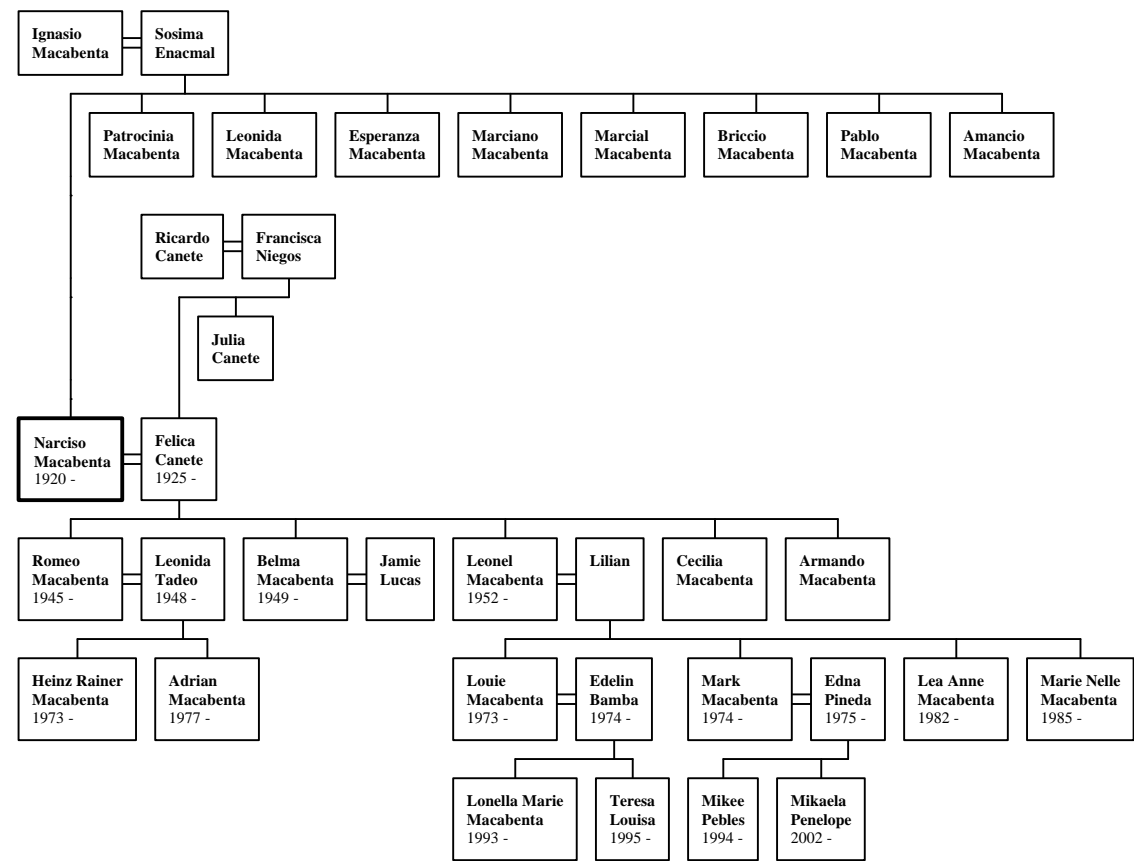 Ignasio
Macabenta
Sosima
Enacmal
Patrocinia
Macabenta
Leonida
Macabenta
Esperanza
Macabenta
Marciano
Macabenta
Marcial
Macabenta
Briccio
Macabenta
Pablo
Macabenta
Amancio
Macabenta
Ricardo
Canete
Francisca
Niegos
Julia
Canete
Narciso
Macabenta
1920 -
Felica
Canete
1925 -
Romeo
Macabenta
1945 -
Leonida
Tadeo
1948 -
Belma
Macabenta
1949 -
Jamie
Lucas
Leonel
Macabenta
1952 -
Lilian
Cecilia
Macabenta
Armando
Macabenta
Heinz Rainer
Macabenta
1973 -
Adrian
Macabenta
1977 -
Louie
Macabenta
1973 -
Edelin
Bamba
1974 -
Mark
Macabenta
1974 -
Edna
Pineda
1975 -
Lea Anne
Macabenta
1982 -
Marie Nelle
Macabenta
1985 -
Lonella Marie
Macabenta
1993 -
Teresa
Louisa
1995 -
Mikee
Pebles
1994 -
Mikaela
Penelope
2002 -